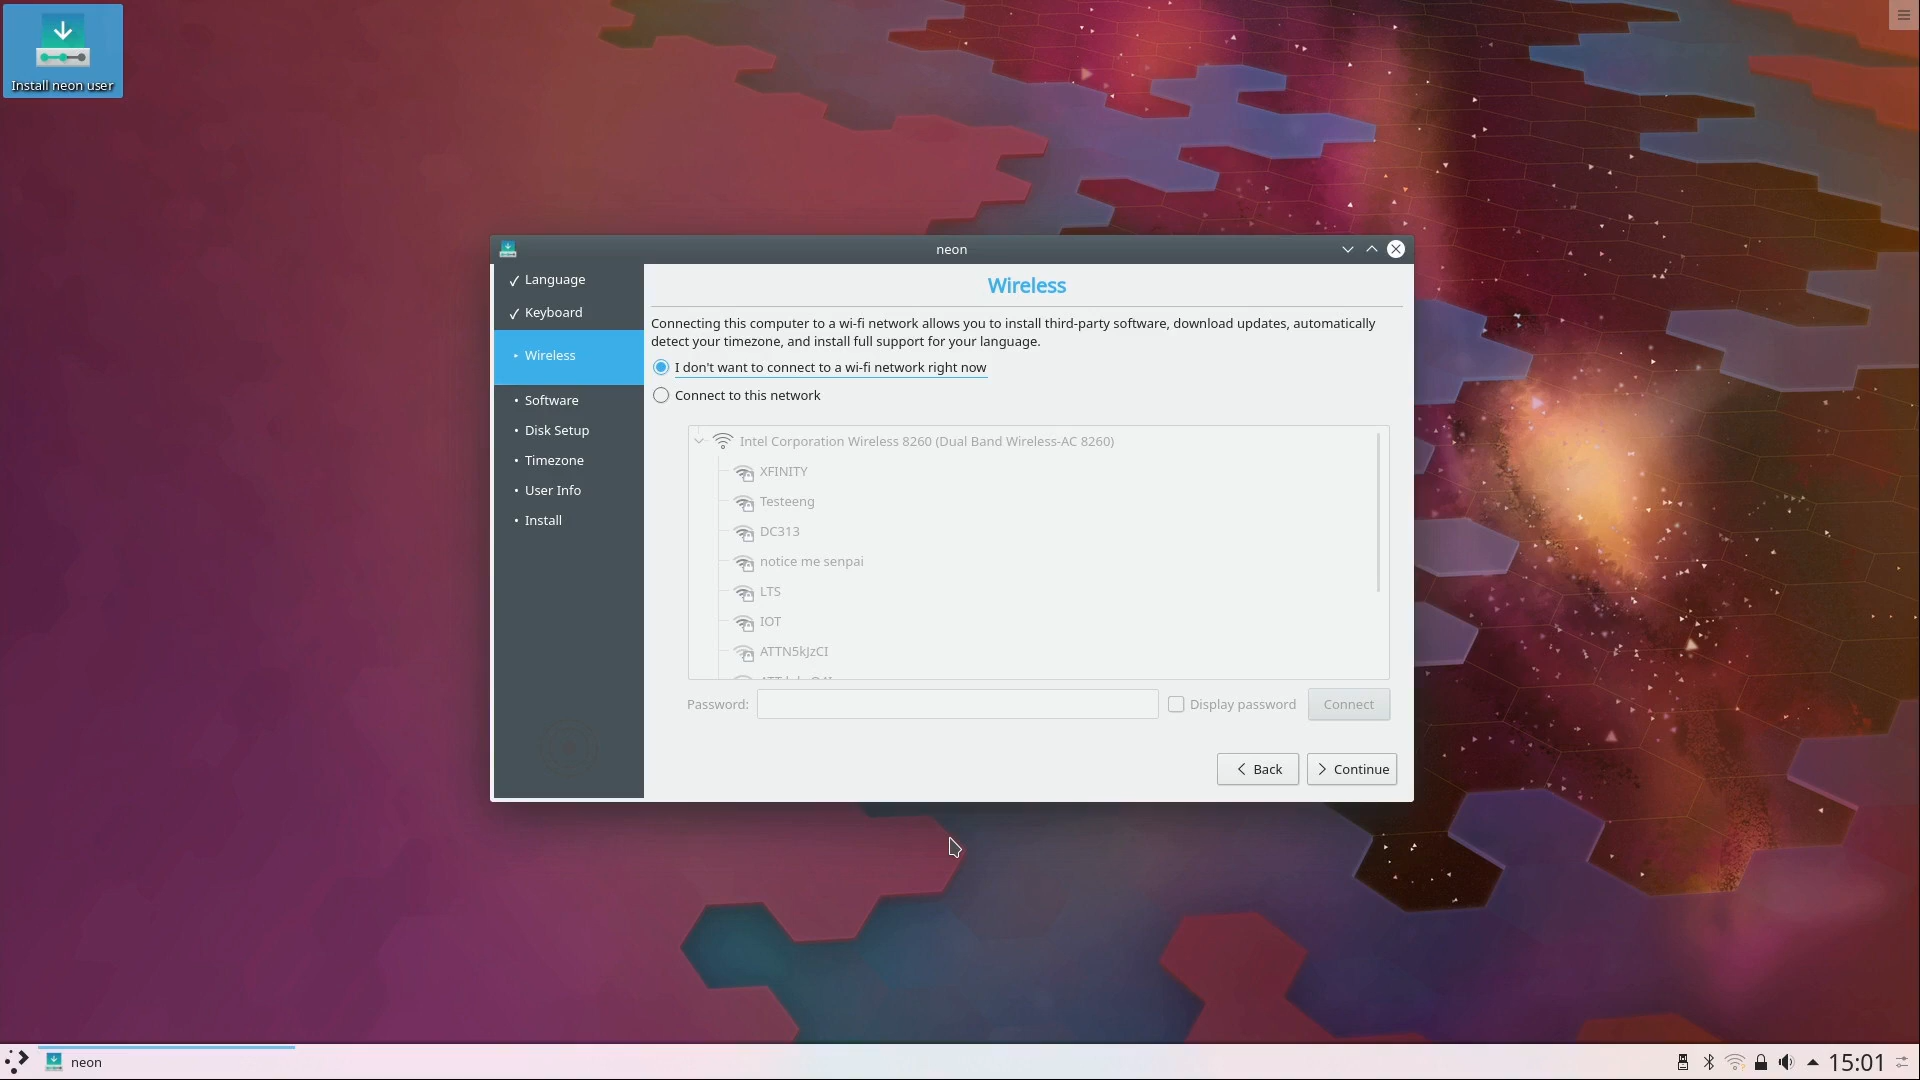 Install neon user
neon
Language
Keyboard
Wireless
Software
Disk Setup
Timezone
User Info
Install
Wireless
Connecting this computer to a wi-fi network allows you to install third-party software, download updates, automatically
detect your timezone, and install full support for your language.
I don't want to connect to a wi-fi network right now
Connect to this network
Intel Corporation Wireless 8260 (Dual Band Wireless-AC 8260)
XFINITY
Testeeng
DC313
notice me senpai
LTS
IOT
ATTN5kJzCI
Password:
Display password
Connect
Back
Continue
neon
15:01